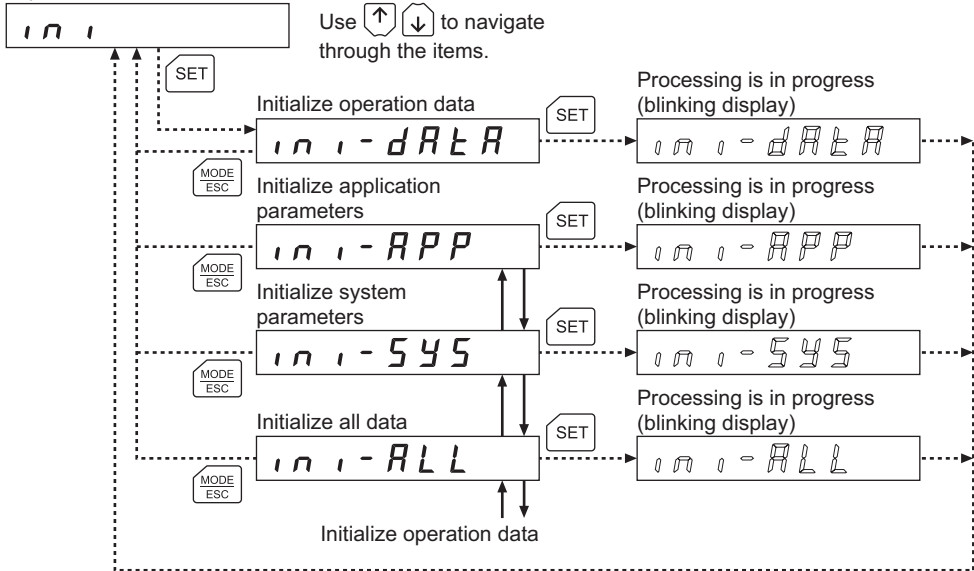 ini
Use ↑ ↓ to navigate
through the items.
SET
Initialize operation data
SET
Processing is in progress
(blinking display)
ini-dAtA
ini-dAtA
MODE
ESC
Initialize application
parameters
SET
Processing is in progress
(blinking display)
ini-APP
ini-APP
MODE
ESC
Initialize system
parameters
SET
Processing is in progress
(blinking display)
ini-SYS
ini-SYS
MODE
ESC
Initialize all data
SET
Processing is in progress
(blinking display)
ini-ALL
ini-ALL
MODE
ESC
Initialize operation data